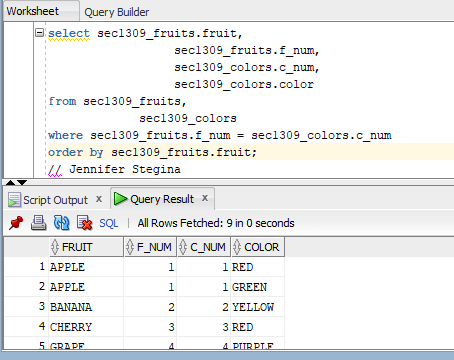 Worksheet Query Builder
select sec1309_fruits.fruit,
sec1309_fruits.f_num,
sec1309_colors.c_num,
sec1309_colors.color
from sec1309_fruits,
sec1309_colors
where sec1309_fruits.f_num = sec1309_colors.c_num
order by sec1309_fruits.fruit;
// Jennifer Stegina
Script Output x Query Result x
SQL | All Rows Fetched: 9 in 0 seconds
FRUIT F_NUM C_NUM COLOR
1 APPLE 1 1 RED
2 APPLE 1 1 GREEN
3 BANANA 2 2 YELLOW
4 CHERRY 3 3 RED
5 GRAPE 4 4 PURPLE